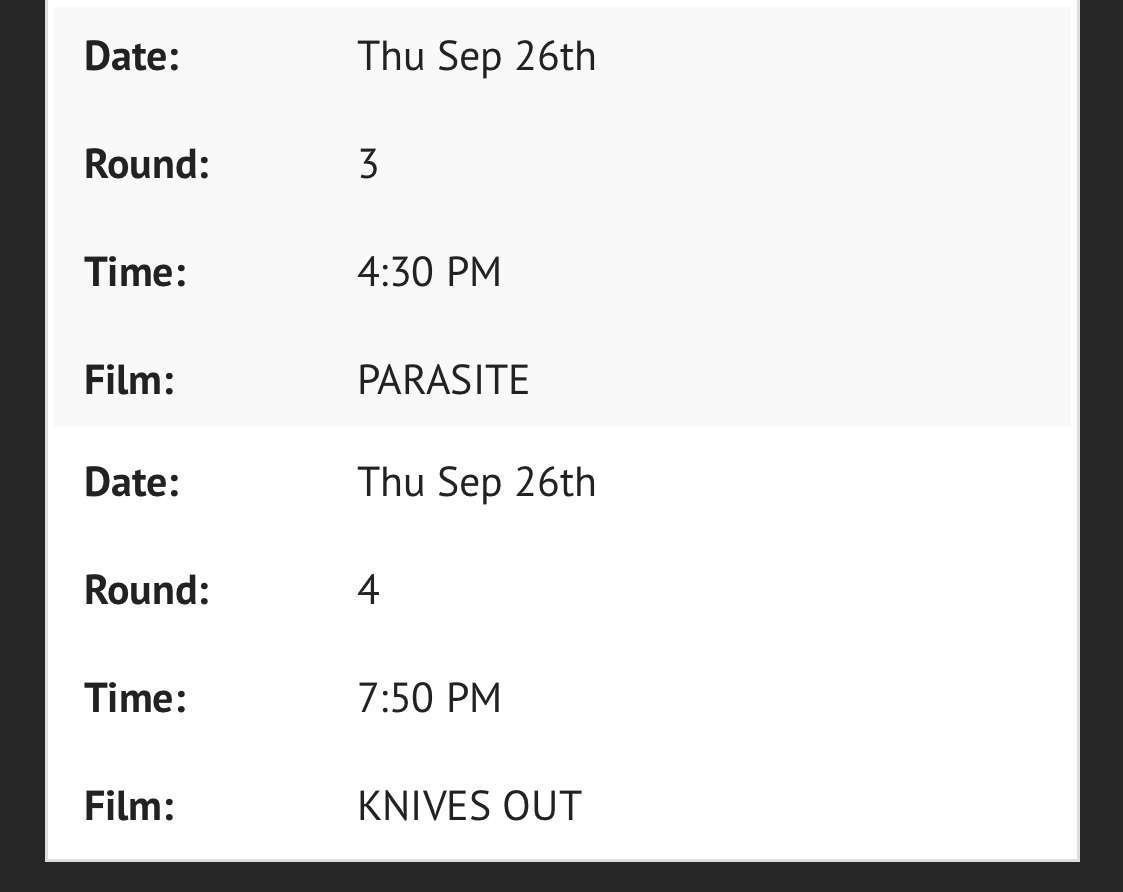 Date: Thu Sep 26th
Round: 3
Time: 4:30 PM
Film: PARASITE
Date: Thu Sep 26th
Round: 4
Time: 7:50 PM
Film: KNIVES OUT